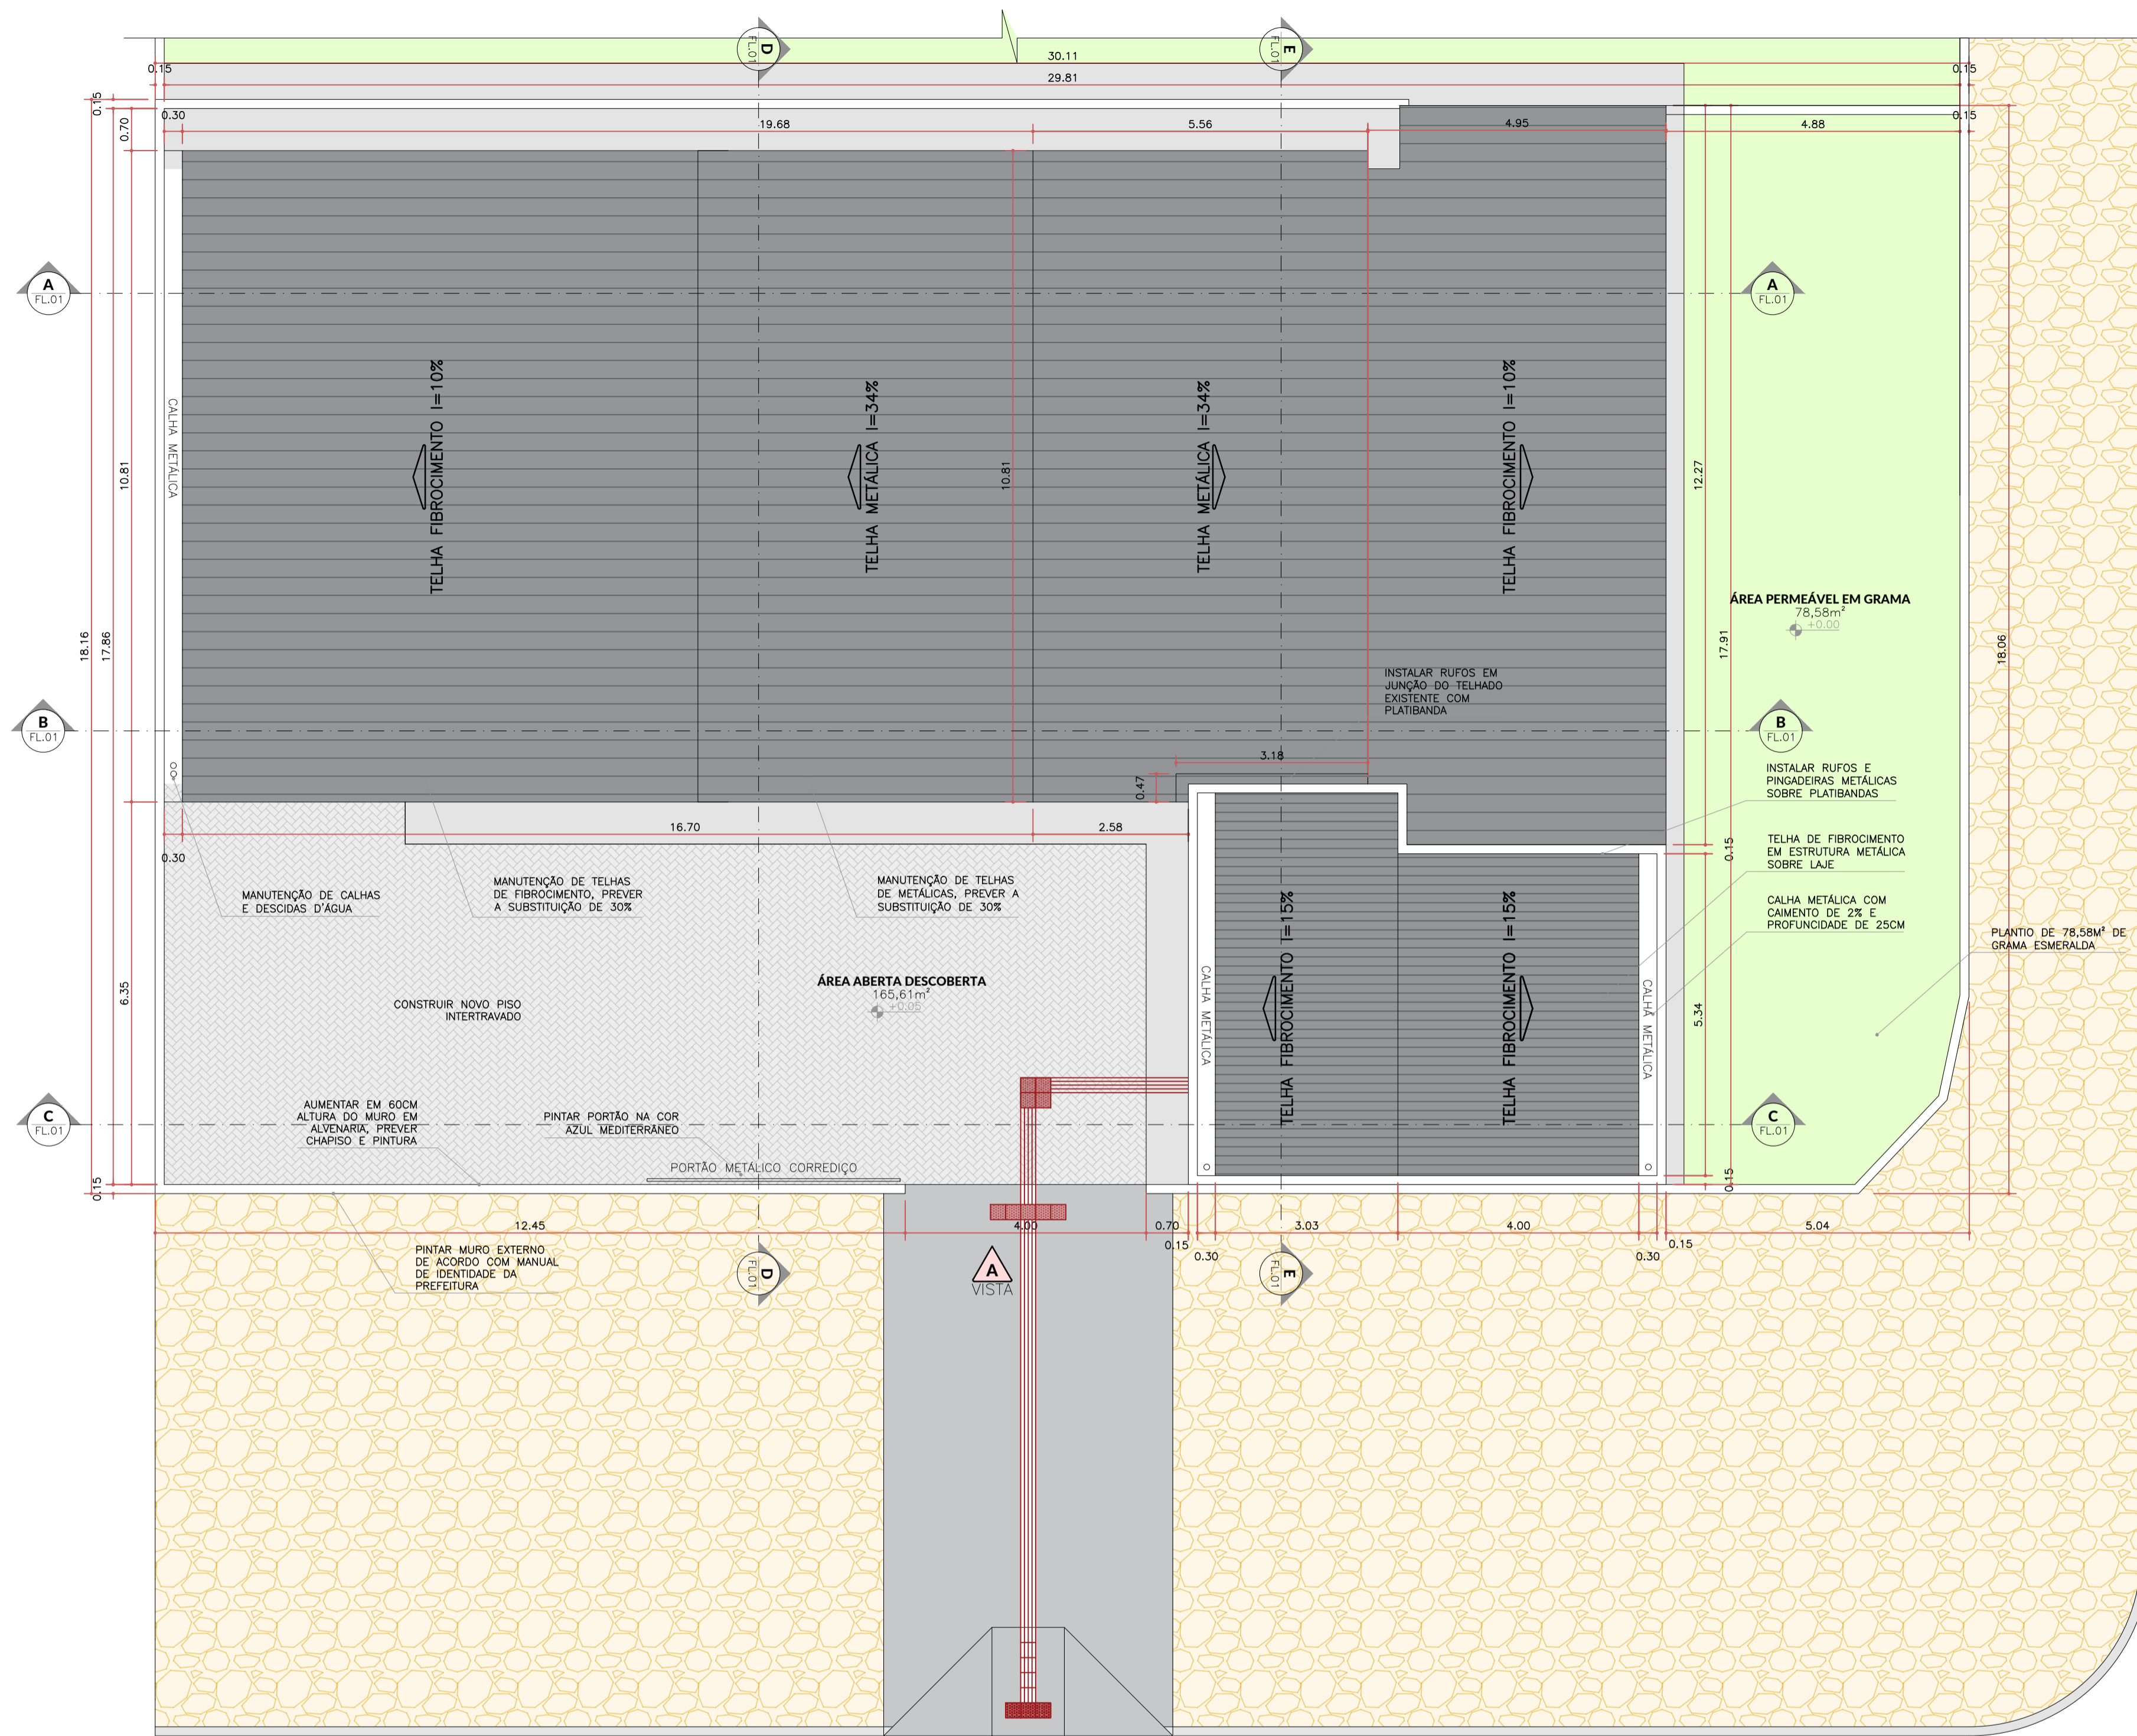 D
FL.01
E
FL.01
30.11
0.15
0.15
29.81
0.15
0.70
0.30
19.68
5.56
4.95
0.15
4.88
A
FL.01
A
FL.01
CALHA METÁLICA
TELHA FIBROCIMENTO I=10%
TELHA METÁLICA I=34%
10.81
TELHA METÁLICA I=34%
TELHA FIBROCIMENTO I=10%
10.81
12.27
18.16
17.86
17.91
18.06
ÁREA PERMEÁVEL EM GRAMA
78,58m²
+0.00
INSTALAR RUFOS EM
JUNÇÃO DO TELHADO
EXISTENTE COM
PLATIBANDA
B
FL.01
B
FL.01
3.18
0.47
INSTALAR RUFOS E
PINGADEIRAS METÁLICAS
SOBRE PLATIBANDAS
16.70
2.58
0.30
0.15
TELHA DE FIBROCIMENTO
EM ESTRUTURA METÁLICA
SOBRE LAJE
MANUTENÇÃO DE CALHAS
E DESCIDAS D'ÁGUA
MANUTENÇÃO DE TELHAS
DE FIBROCIMENTO, PREVER
A SUBSTITUIÇÃO DE 30%
MANUTENÇÃO DE TELHAS
DE METÁLICAS, PREVER A
SUBSTITUIÇÃO DE 30%
CALHA METÁLICA COM
CAIMENTO DE 2% E
PROFUNCIDADE DE 25CM
PLANTIO DE 78,58M² DE
GRAMA ESMERALDA
6.35
CONSTRUIR NOVO PISO
INTERTRAVADO
ÁREA ABERTA DESCOBERTA
165,61m²
+0.05
CALHA METÁLICA
TELHA FIBROCIMENTO I=15%
TELHA FIBROCIMENTO I=15%
CALHA METÁLICA
5.34
C
FL.01
AUMENTAR EM 60CM
ALTURA DO MURO EM
ALVENARIA, PREVER
CHAPISO E PINTURA
PINTAR PORTÃO NA COR
AZUL MEDITERRÂNEO
C
FL.01
PORTÃO METÁLICO CORREDIÇO
0.15
0.15
12.45
4.00
0.70
0.15
0.30
3.03
4.00
0.30
0.15
5.04
PINTAR MURO EXTERNO
DE ACORDO COM MANUAL
DE IDENTIDADE DA
PREFEITURA
D
FL.01
A
VISTA
E
FL.01